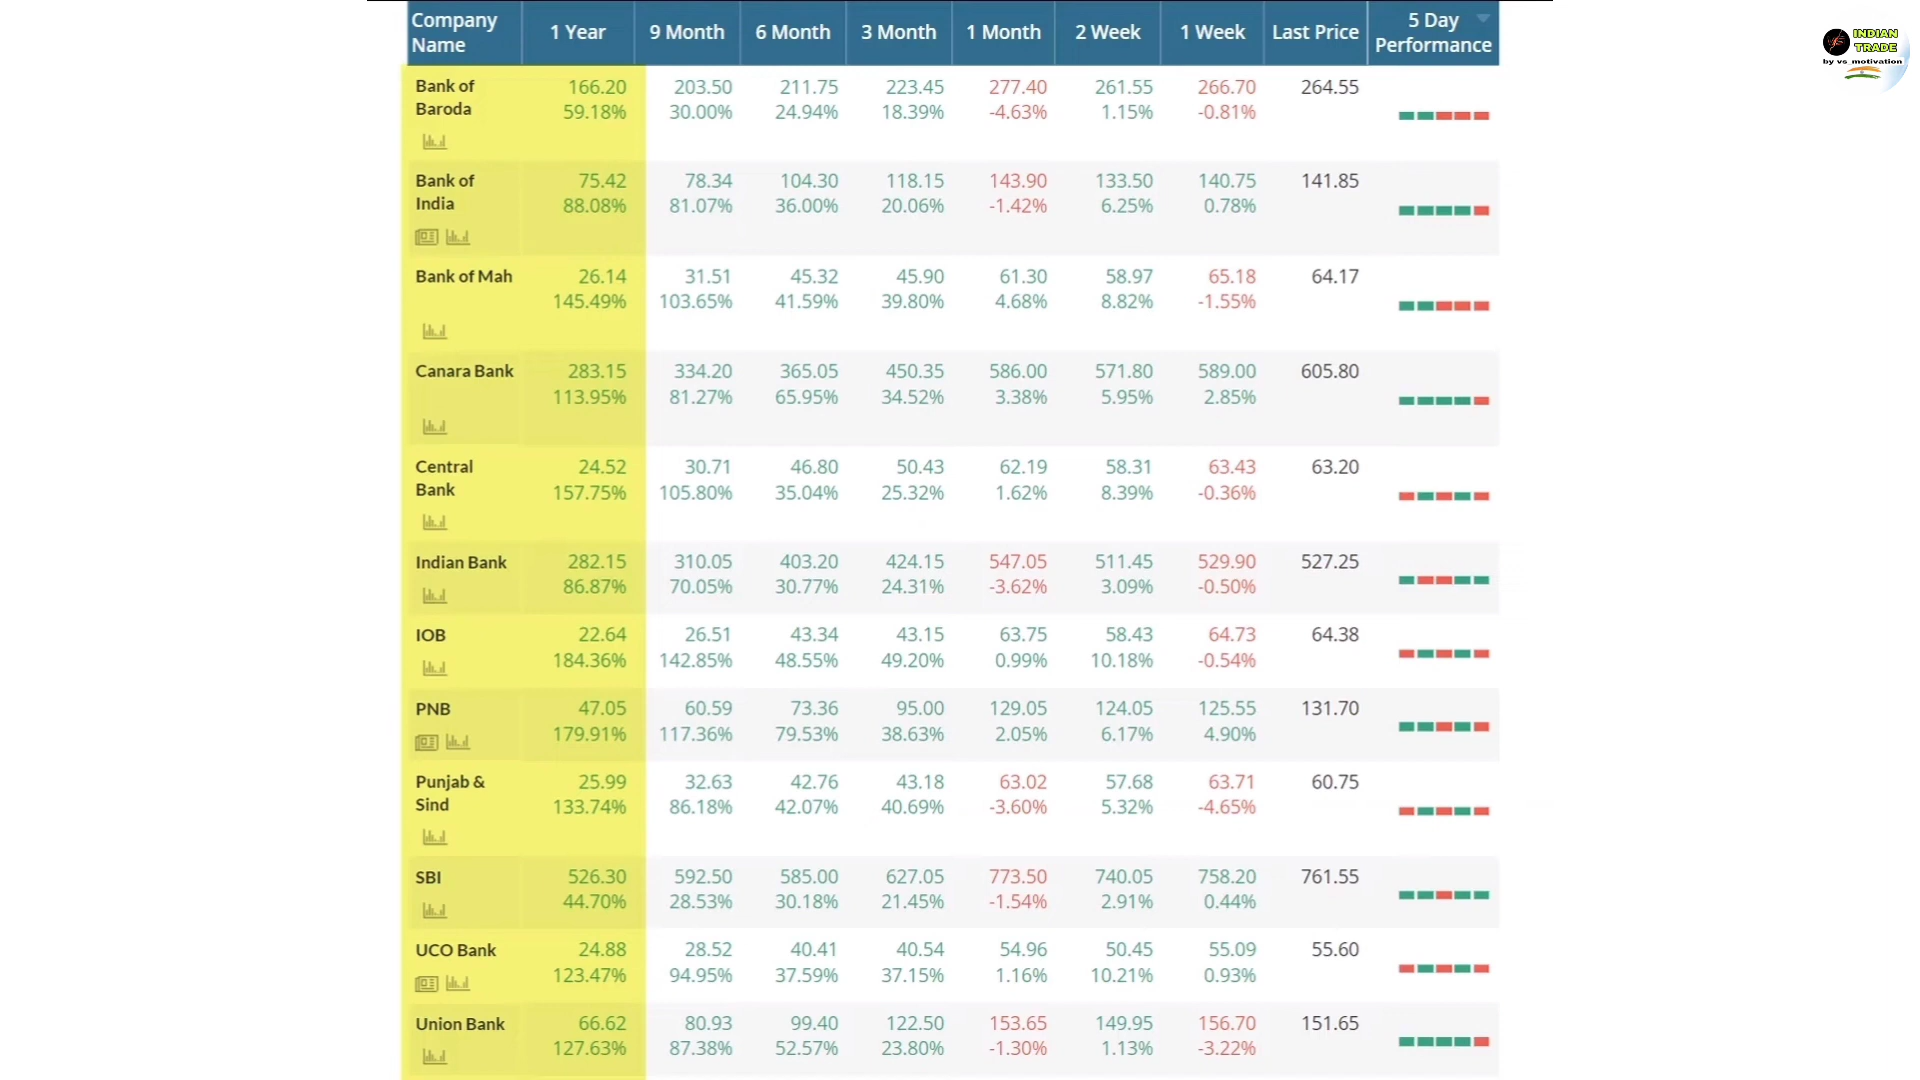 Company Name 1 Year 9 Month 6 Month 3 Month 1 Month 2 Week 1 Week Last Price 5 Day Performance
INDIAN
TRADE
by vs_motivation
Bank of 166.20 203.50 211.75 223.45 277.40 261.55 266.70 264.55
Baroda 59.18% 30.00% 24.94% 18.39% -4.63% 1.15% -0.81%
Bank of 75.42 78.34 104.30 118.15 143.90 133.50 140.75 141.85
India 88.08% 81.07% 36.00% 20.06% -1.42% 6.25% 0.78%
Bank of Mah 26.14 31.51 45.32 45.90 61.30 58.97 65.18 64.17
145.49% 103.65% 41.59% 39.80% 4.68% 8.82% -1.55%
Canara Bank 283.15 334.20 365.05 450.35 586.00 571.80 589.00 605.80
113.95% 81.27% 65.95% 34.52% 3.38% 5.95% 2.85%
Central 24.52 30.71 46.80 50.43 62.19 58.31 63.43 63.20
Bank 157.75% 105.80% 35.04% 25.32% 1.62% 8.39% -0.36%
Indian Bank 282.15 310.05 403.20 424.15 547.05 511.45 529.90 527.25
86.87% 70.05% 30.77% 24.31% -3.62% 3.09% -0.50%
IOB 22.64 26.51 43.34 43.15 63.75 58.43 64.73 64.38
184.36% 142.85% 48.55% 49.20% 0.99% 10.18% -0.54%
PNB 47.05 60.59 73.36 95.00 129.05 124.05 125.55 131.70
179.91% 117.36% 79.53% 38.63% 2.05% 6.17% 4.90%
Punjab & 25.99 32.63 42.76 43.18 63.02 57.68 63.71 60.75
Sind 133.74% 86.18% 42.07% 40.69% -3.60% 5.32% -4.65%
SBI 526.30 592.50 585.00 627.05 773.50 740.05 758.20 761.55
44.70% 28.53% 30.18% 21.45% -1.54% 2.91% 0.44%
UCO Bank 24.88 28.52 40.41 40.54 54.96 50.45 55.09 55.60
123.47% 94.95% 37.59% 37.15% 1.16% 10.21% 0.93%
Union Bank 66.62 80.93 99.40 122.50 153.65 149.95 156.70 151.65
127.63% 87.38% 52.57% 23.80% -1.30% 1.13% -3.22%